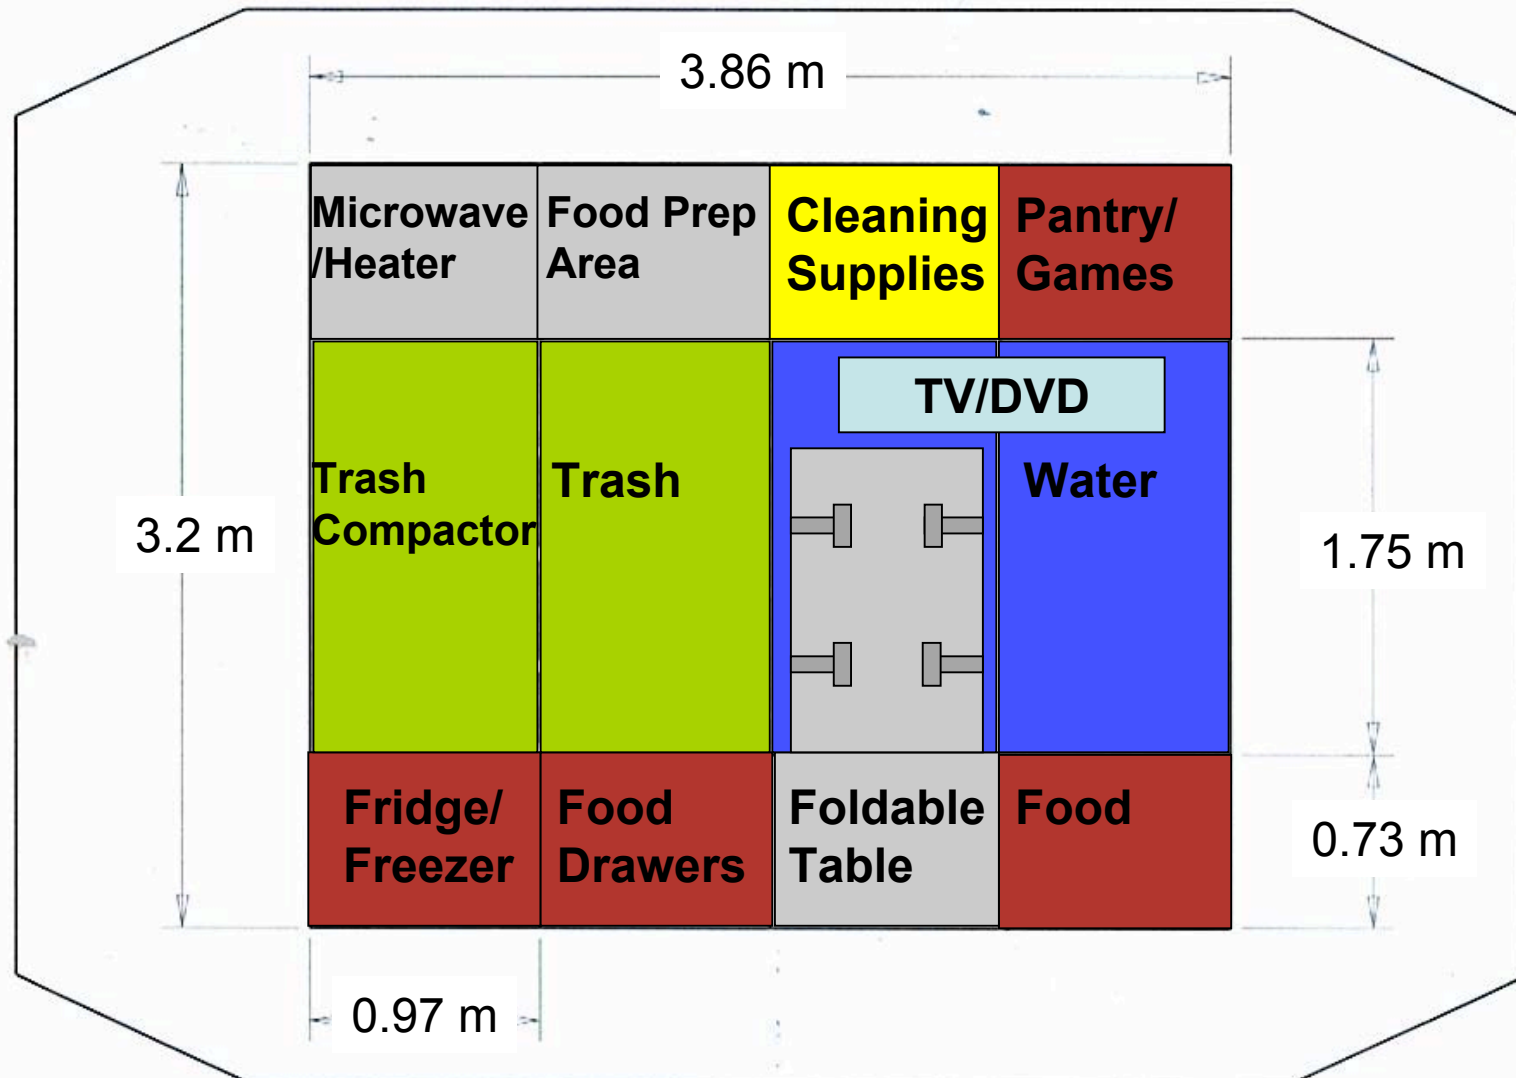 3.86 m
Microwave
/Heater
Food Prep
Area
Cleaning
Supplies
Pantry/
Games
TV/DVD
Trash
Compactor
Trash
Water
3.2 m
1.75 m
Fridge/
Freezer
Food
Drawers
Foldable
Table
Food
0.73 m
0.97 m